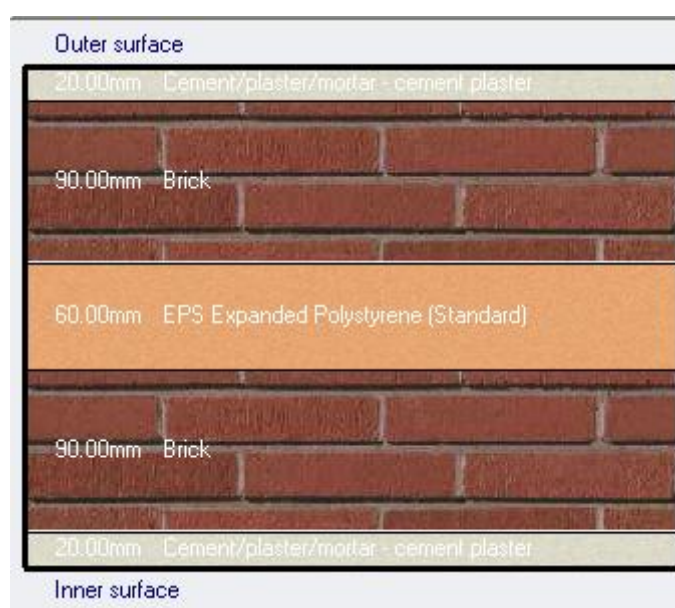 Outer surface
20.00mm Cement/plaster/mortar - cement plaster
90.00mm Brick
60.00mm EPS Expanded Polystyrene (Standard)
90.00mm Brick
20.00mm Cement/plaster/mortar - cement plaster
Inner surface